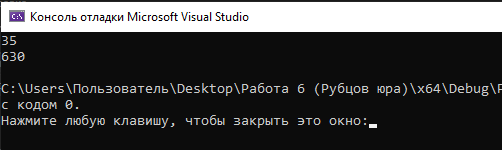 Консоль отладки Microsoft Visual Studio
35
630
C:\Users\Пользователь\Desktop\Работа 6 (Рубцов юра)\x64\Debug\
с кодом 0.
Нажмите любую клавишу, чтобы закрыть это окно: